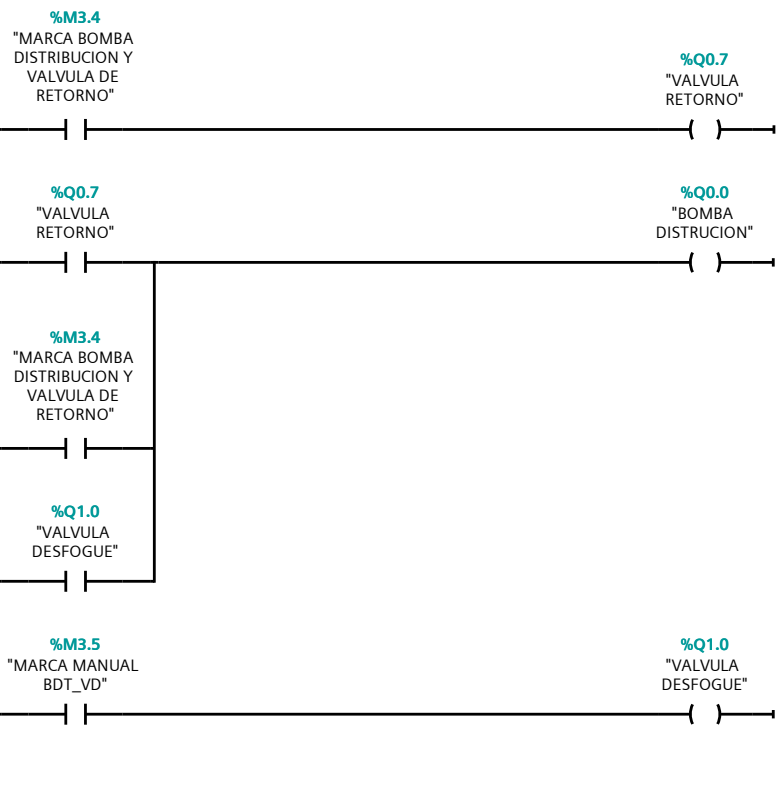 %M3.4
"MARCA BOMBA
DISTRIBUCION Y
VALVULA DE
RETORNO"
%Q0.7
"VALVULA
RETORNO"
%Q0.7
"VALVULA
RETORNO"
%Q0.0
"BOMBA
DISTRUCION"
%M3.4
"MARCA BOMBA
DISTRIBUCION Y
VALVULA DE
RETORNO"
%Q1.0
"VALVULA
DESFOGUE"
%M3.5
"MARCA MANUAL
BDT_VD"
%Q1.0
"VALVULA
DESFOGUE"